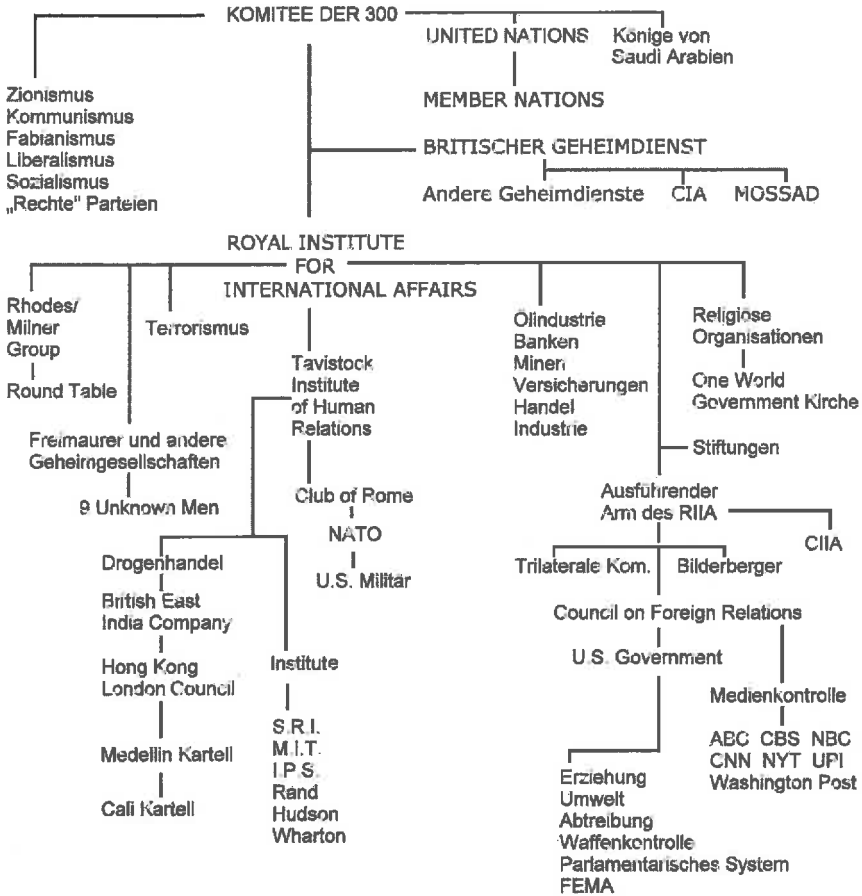 KOMITEE DER 300
UNITED NATIONS
Könige von
Saudi Arabien
MEMBER NATIONS
Zionismus
Kommunismus
Fabianismus
Liberalismus
Sozialismus
„Rechte" Parteien
BRITISCHER GEHEIMDIENST
Andere Geheimdienste
CIA
MOSSAD
ROYAL INSTITUTE
FOR
INTERNATIONAL AFFAIRS
Rhodes/
Milner
Group
Round Table
Terrorismus
Freimaurer und andere
Geheimgesellschaften
9 Unknown Men
Tavistock
Institute
of Human
Relations
Club of Rome
NATO
U.S. Militär
Drogenhandel
British East
India Company
Hong Kong
London Council
Medellin Kartell
Cali Kartell
Institute
S.R.I.
M.I.T.
I.P.S.
Rand
Hudson
Wharton
Ölindustrie
Banken
Minen
Versicherungen
Handel
Industrie
Religiöse
Organisationen
One World
Government Kirche
Stiftungen
Ausführender
Arm des RIIA
CIIA
Trilaterale Kom.
Bilderberger
Council on Foreign Relations
U.S. Government
Medienkontrolle
ABC CBS NBC
CNN NYT UPI
Washington Post
Erziehung
Umwelt
Abtreibung
Waffenkontrolle
Parlamentarisches System
FEMA